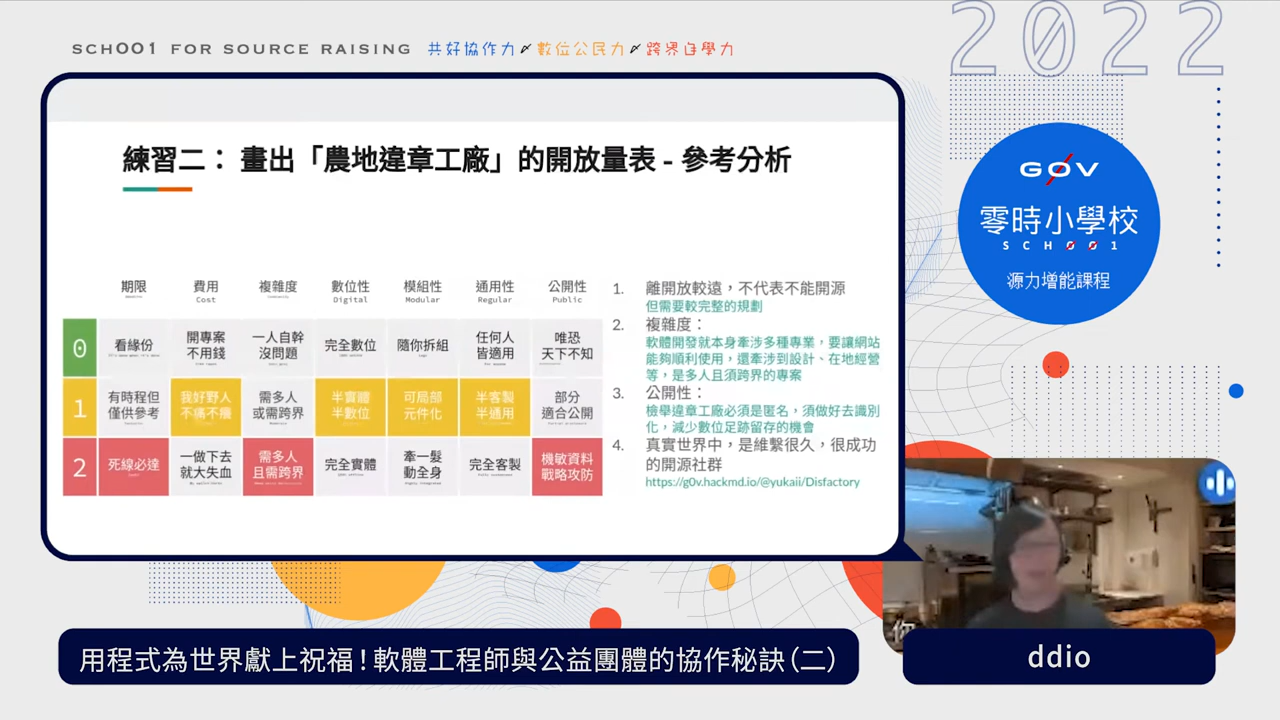 SCHOO1 FOR SOURCE RAISING 共好協作力 數位公民力 跨界自學力
2022
G0V
零時小學校
SCHOO1
源力增能課程
練習二： 畫出「農地違章工廠」的開放量表 - 參考分析
期限 費用 複雜度 數位性 模組性 通用性 公開性
Cost Digital Modular Regular Public
0 看緣份 開專案 不用錢 一人自幹 沒問題 完全數位 隨你拆組 任何人 皆適用 唯恐 天下不知
1 有時程但 僅供參考 我好野人 不痛不癢 需多人 或需跨界 半實體 半數位 可局部 元件化 半客製 半通用 部分 適合公開
2 死線必達 一做下去 就大失血 需多人 且需跨界 完全實體 牽一髮 動全身 完全客製 機敏資料 戰略攻防
1. 離開放較遠，不代表不能開源
但需要較完整的規劃
2. 複雜度：
軟體開發就本身牽涉多種專業，要讓網站
能夠順利使用，還牽涉到設計、在地經營
等，是多人且須跨界的專案
3. 公開性：
檢舉違章工廠必須是匿名，須做好去識別
化，減少數位足跡留存的機會
4. 真實世界中，是維繫很久，很成功
的開源社群
https://g0v.hackmd.io/@yukaii/Disfactory
您
用程式為世界獻上祝福！軟體工程師與公益團體的協作秘訣（二）
ddio